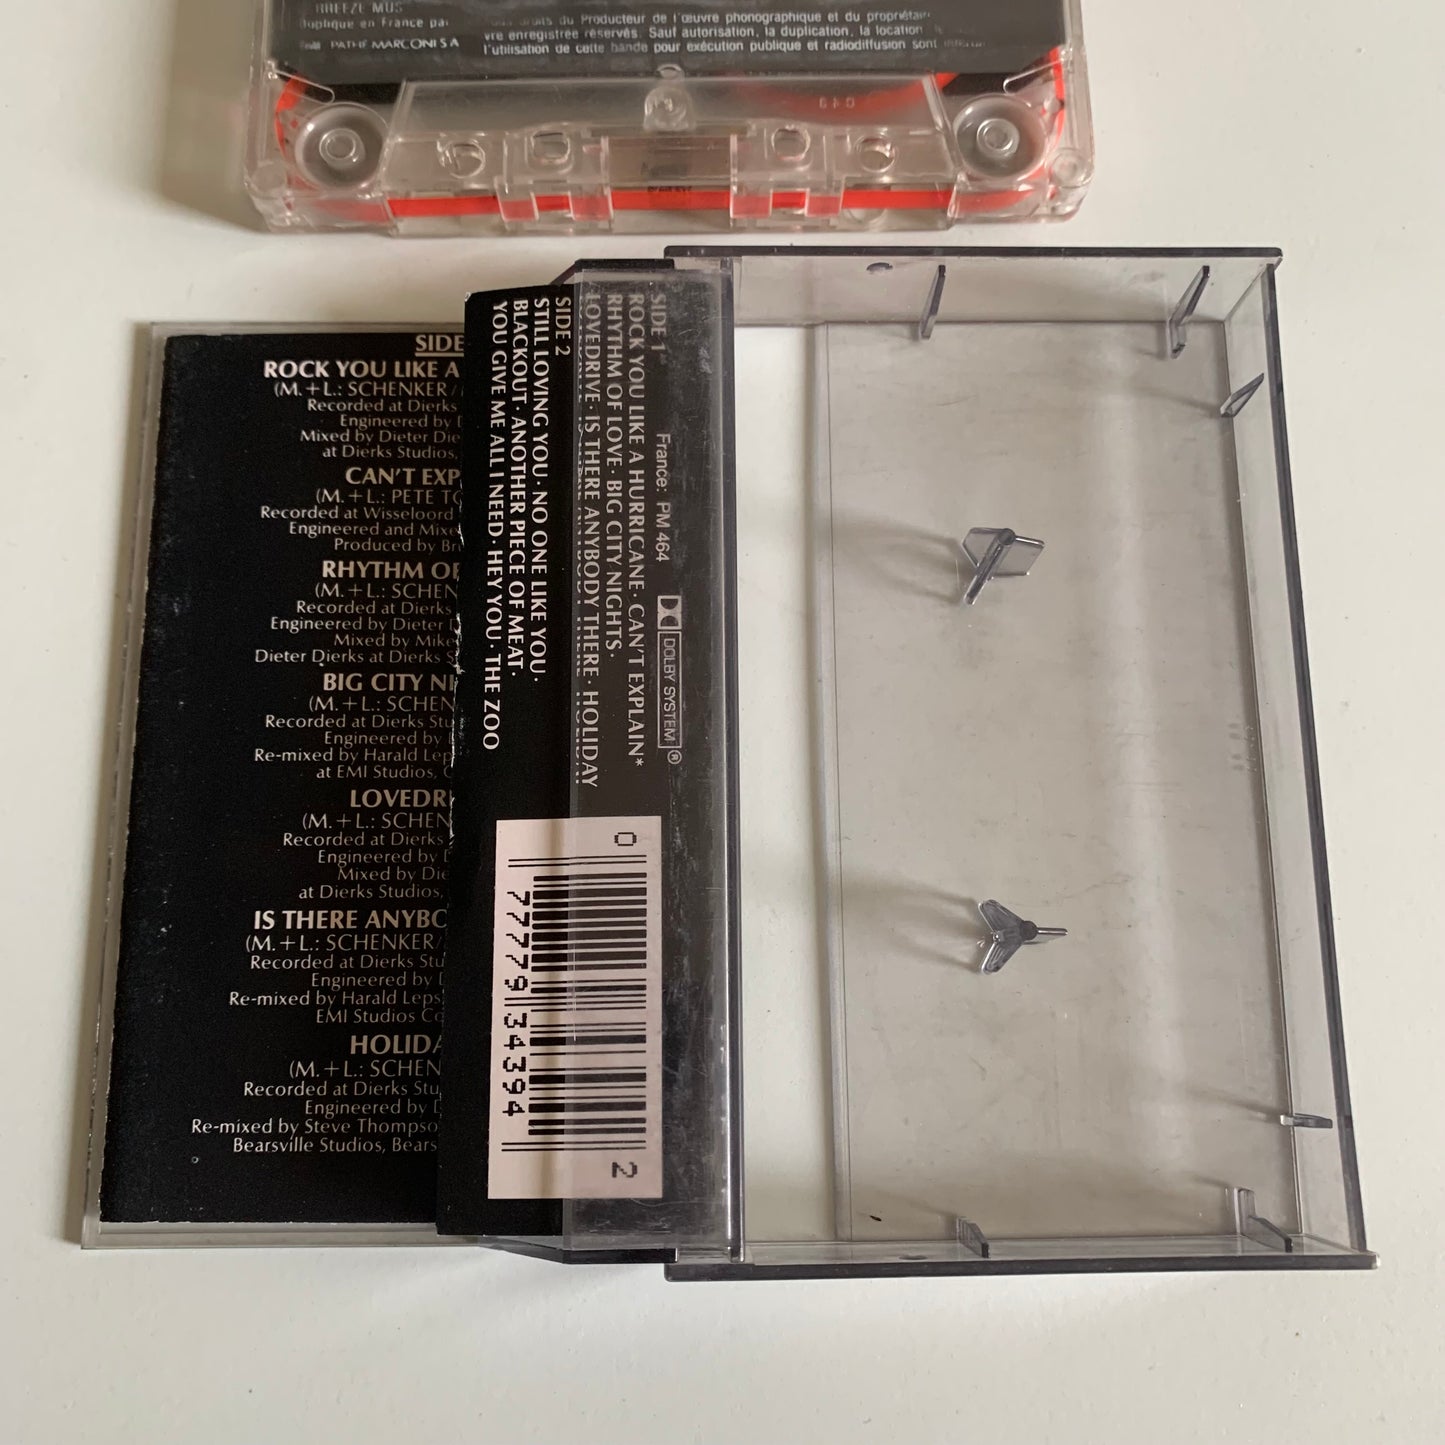 BREEZE MUS
duplique en France pa
PATHE MARCONI S A
droits du Producteur de l'œuvre phonographique et du propriétair
vre enregistrée réservés. Sauf autorisation, la duplication, la location
l'utilisation de cette bande pour exécution publique et radiodiffusion sont
SIDE
ROCK YOU LIKE A
(M.+L.: SCHENKER/
Recorded at Dierks
Engineered by
Mixed by Dieter Die
at Dierks Studios,
CAN'T EXP
(M.+L.: PETE TO
Recorded at Wisseloord
Engineered and Mixe
Produced by Br
RHYTHM OF
(M.+L.: SCHEN
Recorded at Dierks
Engineered by Dieter
Mixed by Mike
Dieter Dierks at Dierks S
BIG CITY NI
(M.+L.: SCHEN
Recorded at Dierks Stu
Engineered by
Re-mixed by Harald Lep
at EMI Studios, C
LOVEDRI
(M.+L.: SCHEN
Recorded at Dierks
Engineered by
Mixed by Die
at Dierks Studios,
IS THERE ANYBO
(M.+L.: SCHENKER/
Recorded at Dierks Stu
Engineered by
Re-mixed by Harald Leps
EMI Studios Co
HOLIDA
(M.+L.: SCHEN
Recorded at Dierks Stu
Engineered by
Re-mixed by Steve Thompso
Bearsville Studios, Bears
France: PM 464
DOLBY SYSTEM®
SIDE 1
ROCK YOU LIKE A HURRICANE · CAN'T EXPLAIN*
RHYTHM OF LOVE · BIG CITY NIGHTS ·
LOVEDRIVE · IS THERE ANYBODY THERE · HOLIDAY
SIDE 2
STILL LOVING YOU · NO ONE LIKE YOU ·
BLACKOUT · ANOTHER PIECE OF MEAT ·
YOU GIVE ME ALL I NEED · HEY YOU · THE ZOO
0 77779 34394 2